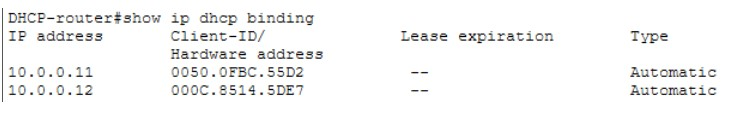 DHCP-router#show ip dhcp binding
IP address Client-ID/ Lease expiration Type
Hardware address
10.0.0.11 0050.0FBC.55D2 -- Automatic
10.0.0.12 000C.8514.5DE7 -- Automatic